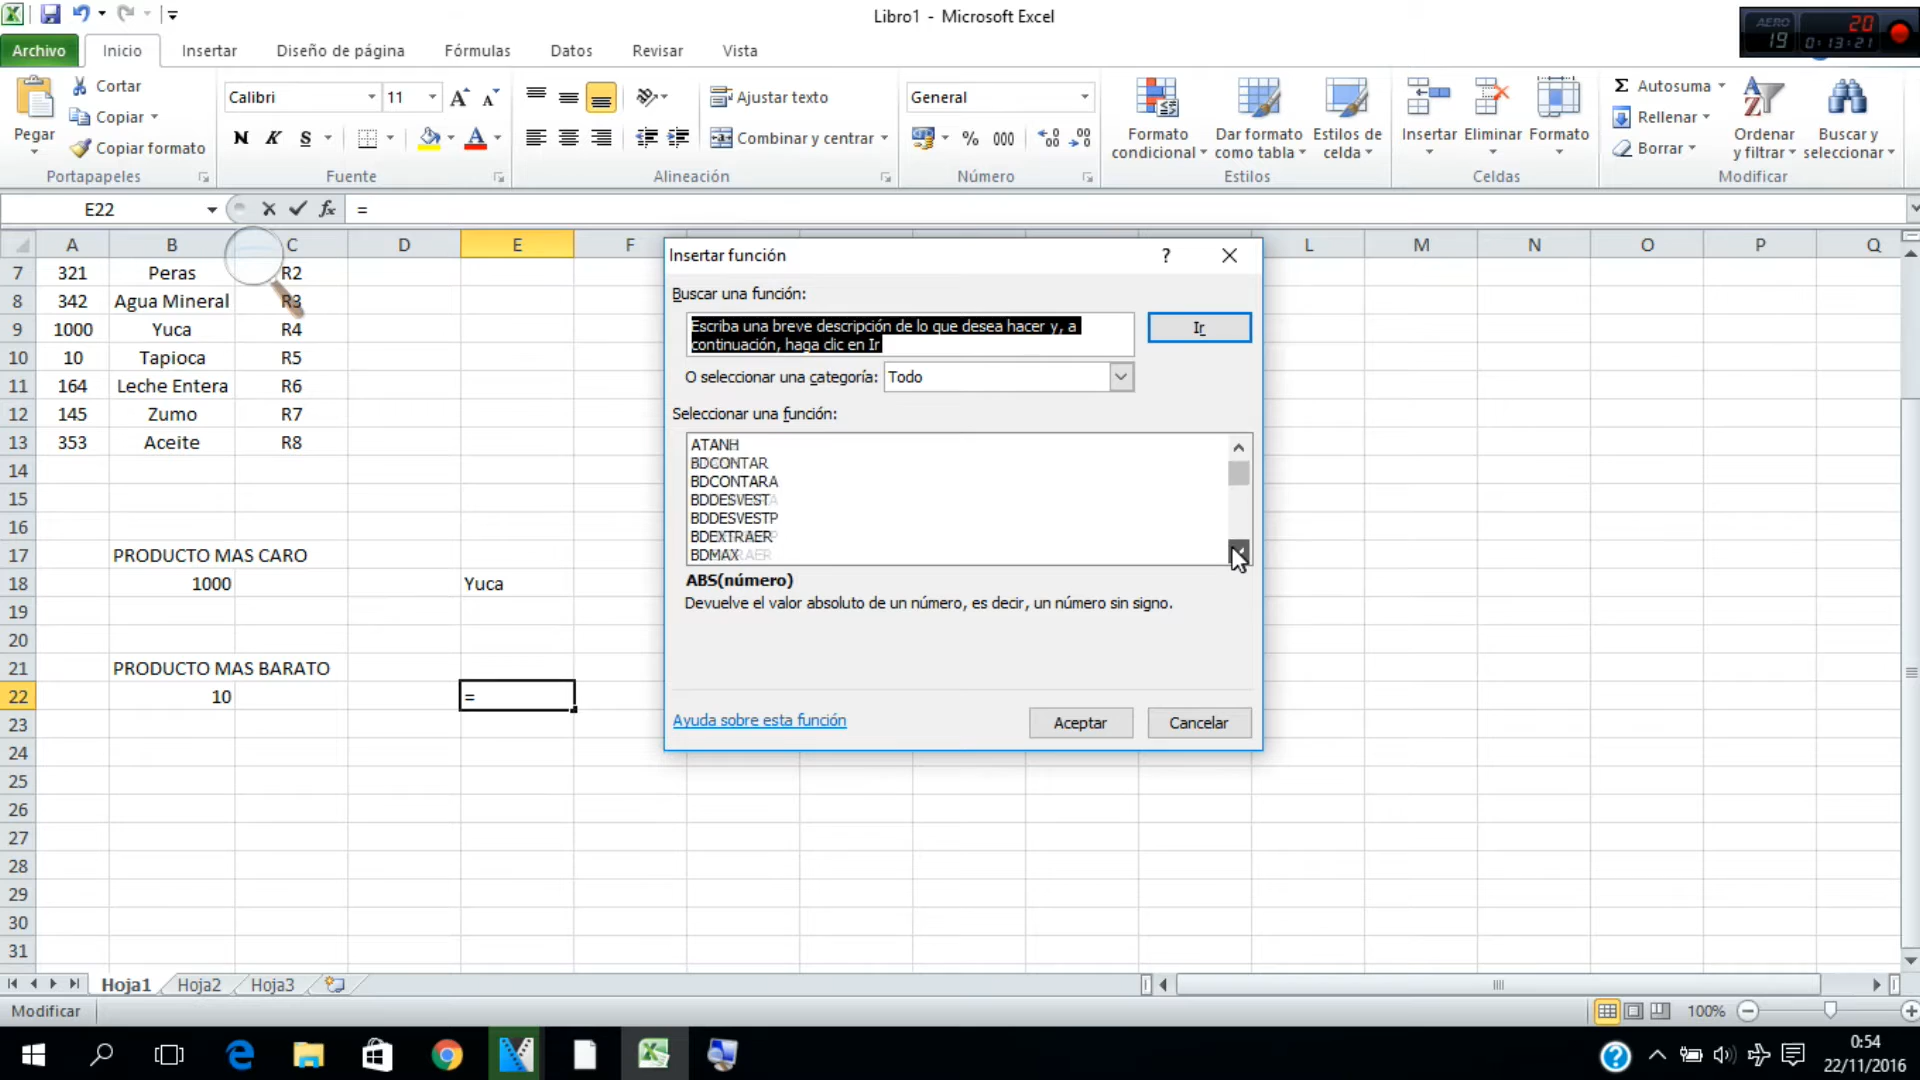 Libro1 - Microsoft Excel
AERO 19 20 0:13:21
Archivo Inicio Insertar Diseño de página Fórmulas Datos Revisar Vista
Pegar
Cortar
Copiar
Copiar formato
Portapapeles
Calibri 11
N K S
Fuente
Ajustar texto
Combinar y centrar
Alineación
General
% 000
Número
Formato condicional
Dar formato como tabla
Estilos de celda
Estilos
Insertar Eliminar Formato
Celdas
Σ Autosuma
Rellenar
Borrar
Ordenar y filtrar
Buscar y seleccionar
Modificar
E22 fx =
A B C D E F L M N O P Q
7 321 Peras R2
8 342 Agua Mineral R3
9 1000 Yuca R4
10 10 Tapioca R5
11 164 Leche Entera R6
12 145 Zumo R7
13 353 Aceite R8
14
15
16
17 PRODUCTO MAS CARO
18 1000 Yuca
19
20
21 PRODUCTO MAS BARATO
22 10 =
23
24
25
26
27
28
29
30
31
Insertar función ?
Buscar una función:
Escriba una breve descripción de lo que desea hacer y, a
continuación, haga clic en Ir
Ir
O seleccionar una categoría: Todo
Seleccionar una función:
ATANH
BDCONTAR
BDCONTARA
BDDESVEST
BDDESVESTP
BDEXTRAER
BDMAX
ABS(número)
Devuelve el valor absoluto de un número, es decir, un número sin signo.
Ayuda sobre esta función
Aceptar Cancelar
Hoja1 Hoja2 Hoja3
Modificar 100%
0:54
22/11/2016